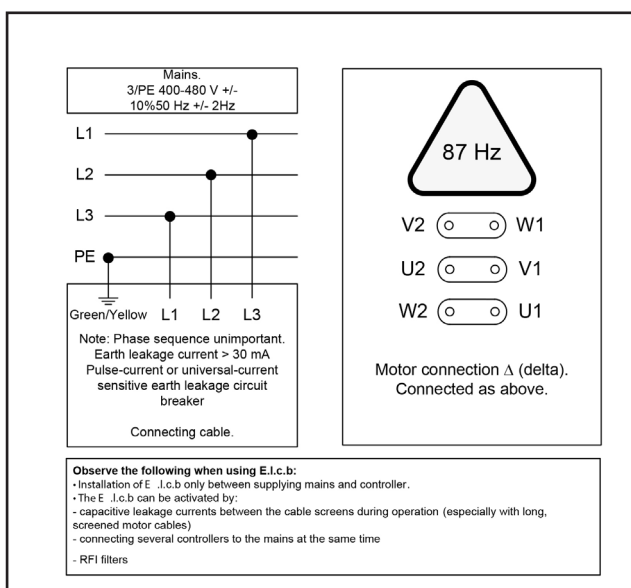 Mains.
3/PE 400-480 V +/-
10%50 Hz +/- 2Hz
L1
L2
L3
PE
Green/Yellow L1 L2 L3
Note: Phase sequence unimportant.
Earth leakage current > 30 mA
Pulse-current or universal-current
sensitive earth leakage circuit
breaker
Connecting cable.
87 Hz
V2 W1
U2 V1
W2 U1
Motor connection Δ (delta).
Connected as above.
Observe the following when using E.l.c.b:
• Installation of E .l.c.b only between supplying mains and controller.
• The E .l.c.b can be activated by:
- capacitive leakage currents between the cable screens during operation (especially with long,
screened motor cables)
- connecting several controllers to the mains at the same time
- RFI filters